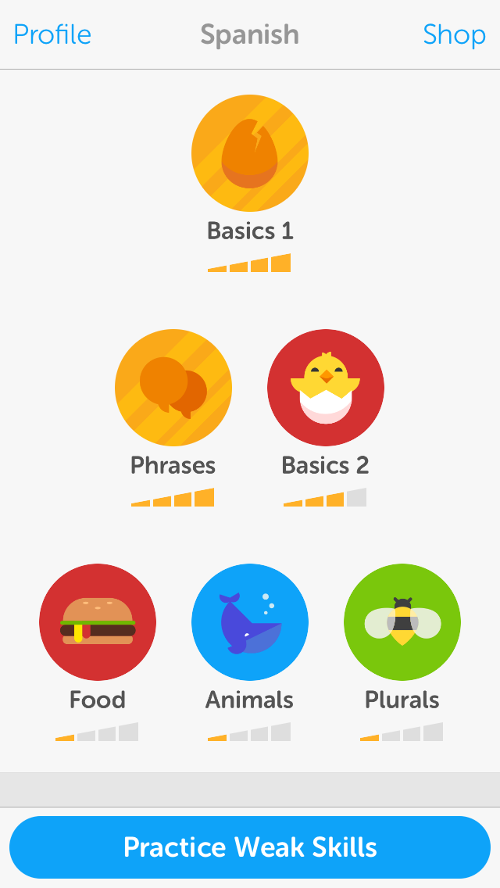 Profile Spanish Shop
Basics 1
Phrases Basics 2
Food Animals Plurals
Practice Weak Skills